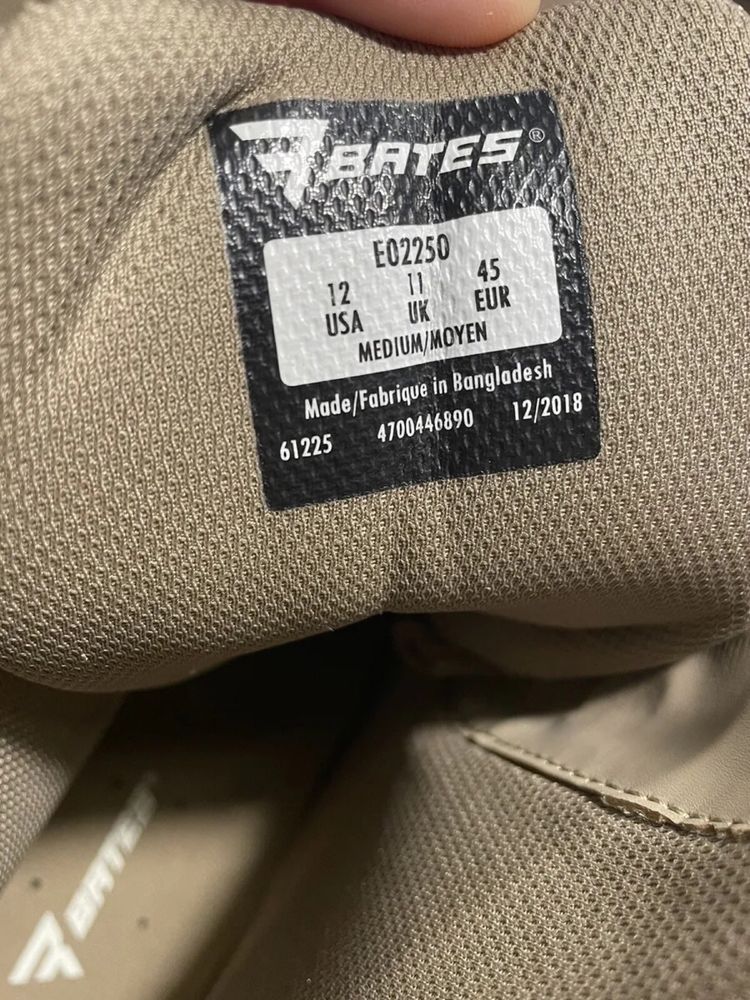 BATES®
E02250
12 11 45
USA UK EUR
MEDIUM/MOYEN
Made/Fabrique in Bangladesh
61225 4700446890 12/2018
BATES